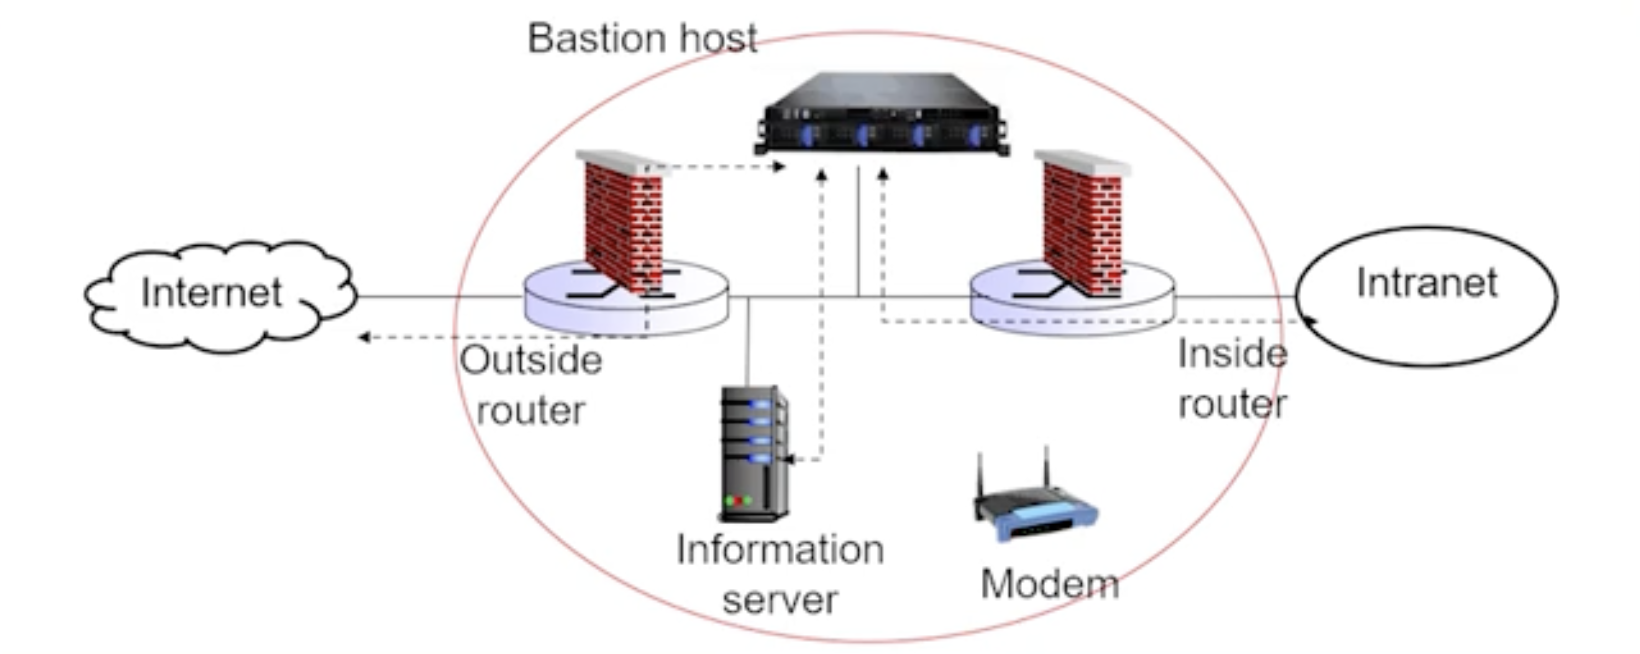 Bastion host
Internet
Intranet
Outside
router
Inside
router
Information
server
Modem